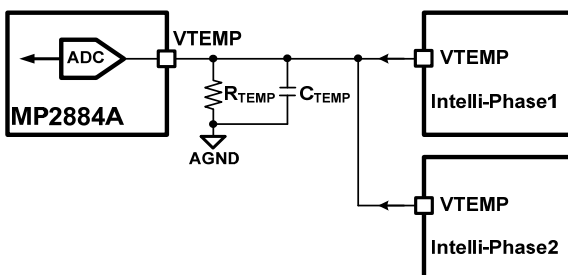 ADC
MP2884A
VTEMP
RTEMP
CTEMP
AGND
VTEMP
Intelli-Phase1
VTEMP
Intelli-Phase2